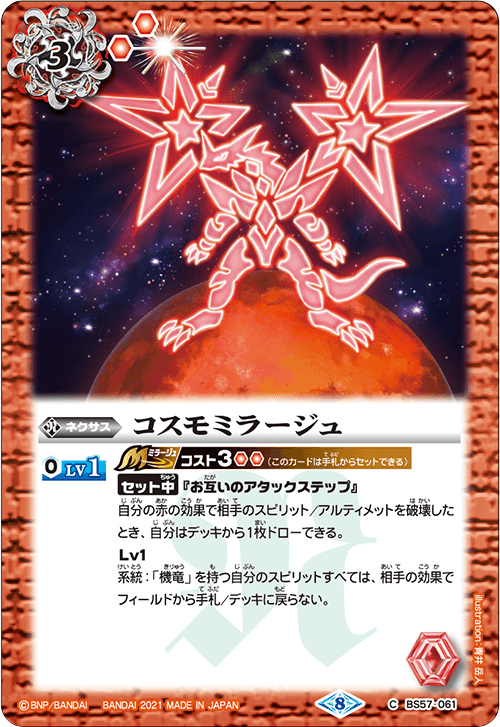 3
ネクサス
コスモミラージュ
0 LV1
ミラージュ コスト3 (このカードは手札からセットできる)
セット中『お互いのアタックステップ』
自分の赤の効果で相手のスピリット/アルティメットを破壊した
とき、自分はデッキから1枚ドローできる。
Lv1
系統:「機竜」を持つ自分のスピリットすべては、相手の効果で
フィールドから手札/デッキに戻らない。
illustration:青井 岳人
©BNP/BANDAI BANDAI 2021 MADE IN JAPAN
8
C BS57-061